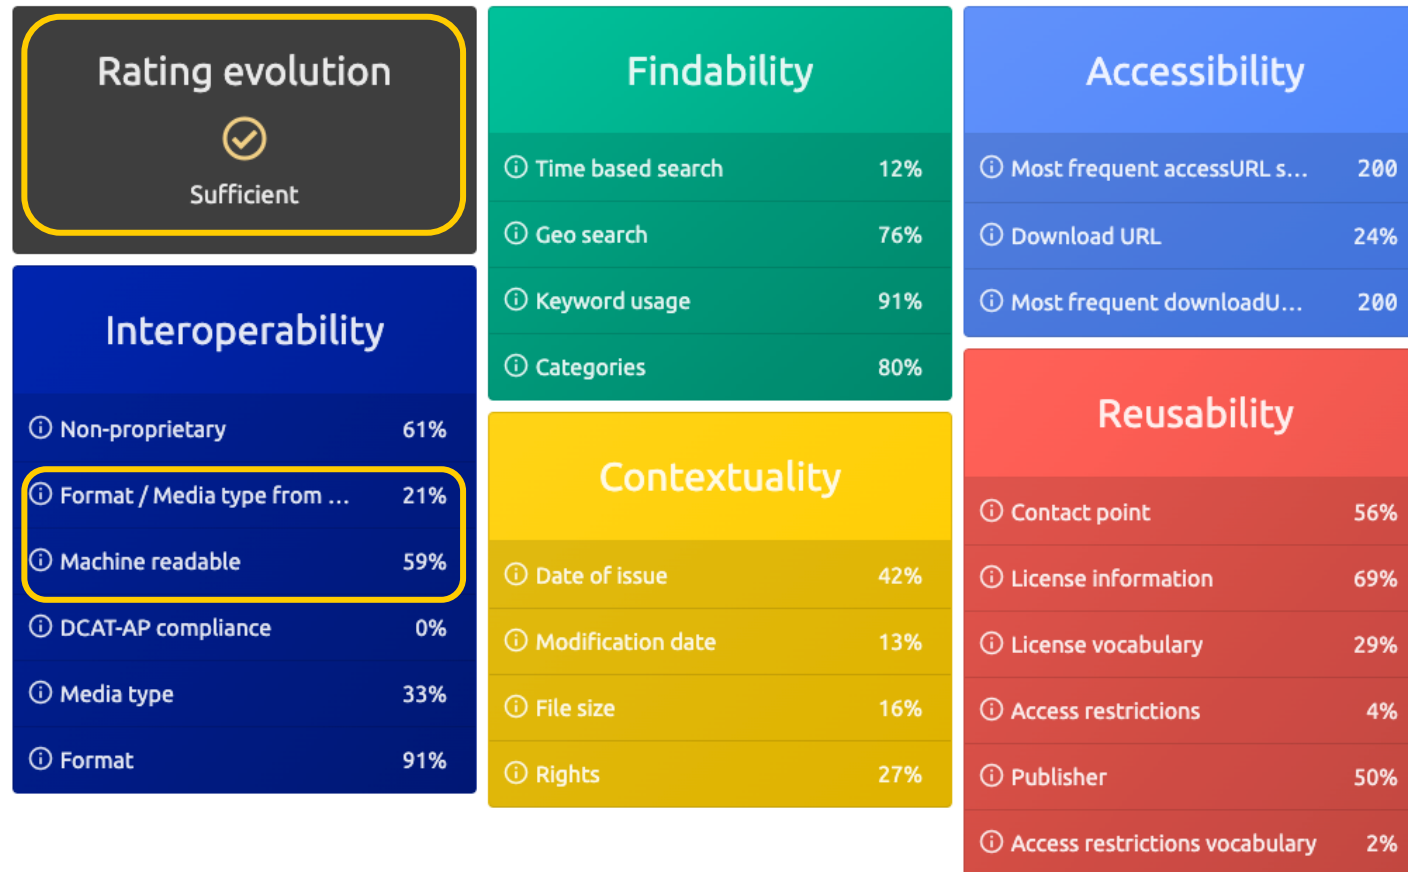 Rating evolution
Sufficient
Interoperability
Non-proprietary 61%
Format / Media type from ... 21%
Machine readable 59%
DCAT-AP compliance 0%
Media type 33%
Format 91%
Findability
Time based search 12%
Geo search 76%
Keyword usage 91%
Categories 80%
Contextuality
Date of issue 42%
Modification date 13%
File size 16%
Rights 27%
Accessibility
Most frequent accessURL s... 200
Download URL 24%
Most frequent downloadU... 200
Reusability
Contact point 56%
License information 69%
License vocabulary 29%
Access restrictions 4%
Publisher 50%
Access restrictions vocabulary 2%